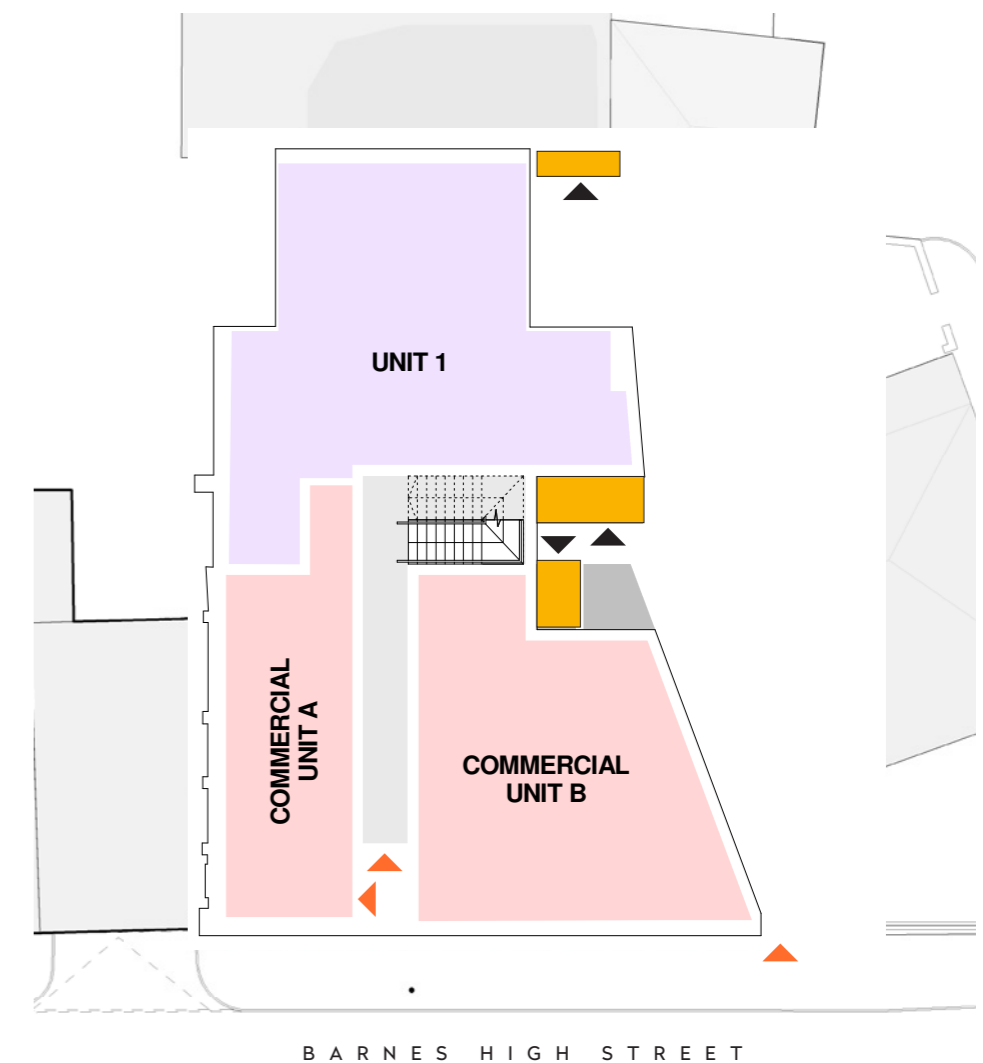 UNIT 1
COMMERCIAL
UNIT A
COMMERCIAL
UNIT B
BARNES HIGH STREET